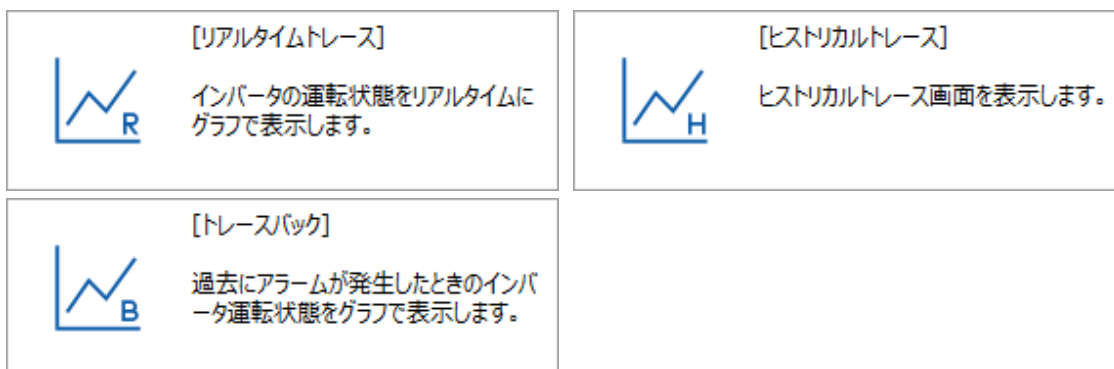 [リアルタイムトレース]
インバータの運転状態をリアルタイムに
グラフで表示します。
R
[ヒストリカルトレース]
ヒストリカルトレース画面を表示します。
H
[トレースバック]
過去にアラームが発生したときのインバ
ータ運転状態をグラフで表示します。
B